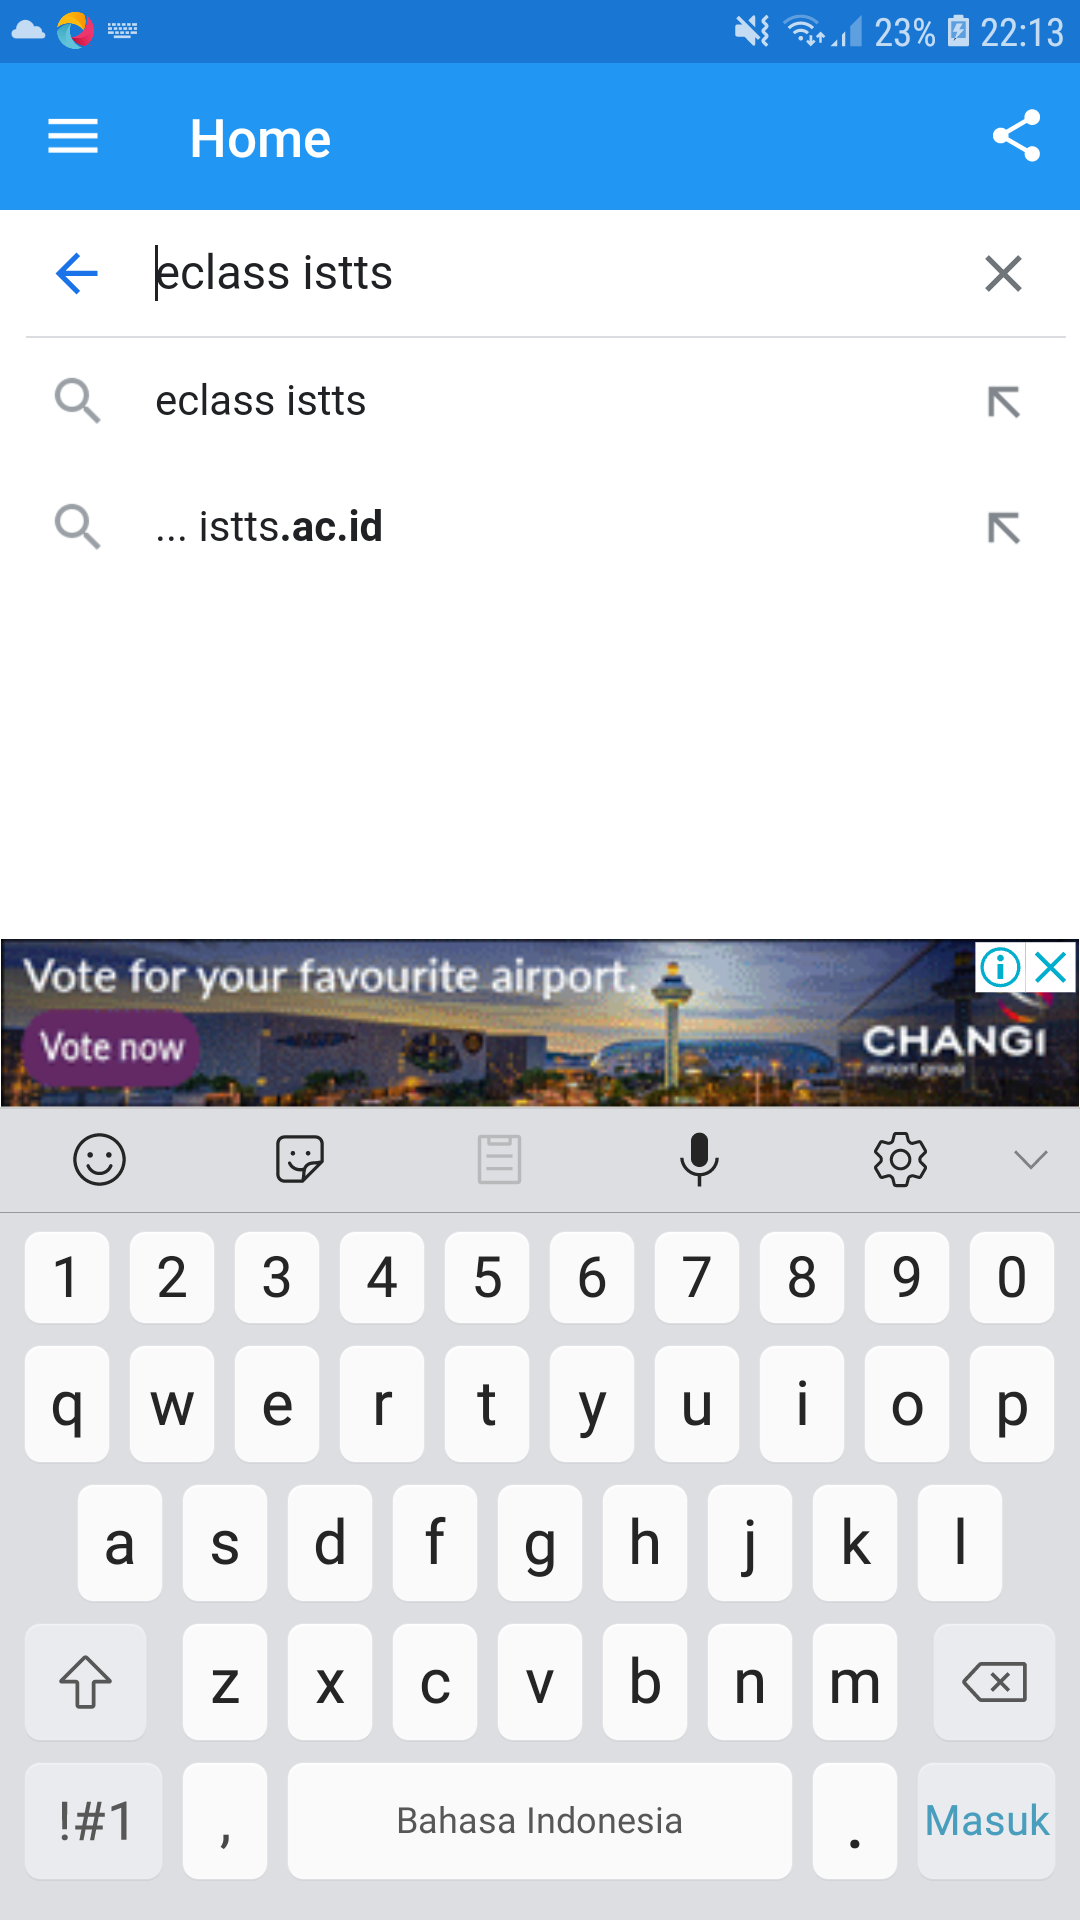 23% 22:13
Home
eclass istts
eclass istts
... istts.ac.id
Vote for your favourite airport.
Vote now
CHANGI
airport group
1 2 3 4 5 6 7 8 9 0
q w e r t y u i o p
a s d f g h j k l
z x c v b n m
!#1 , Bahasa Indonesia . Masuk